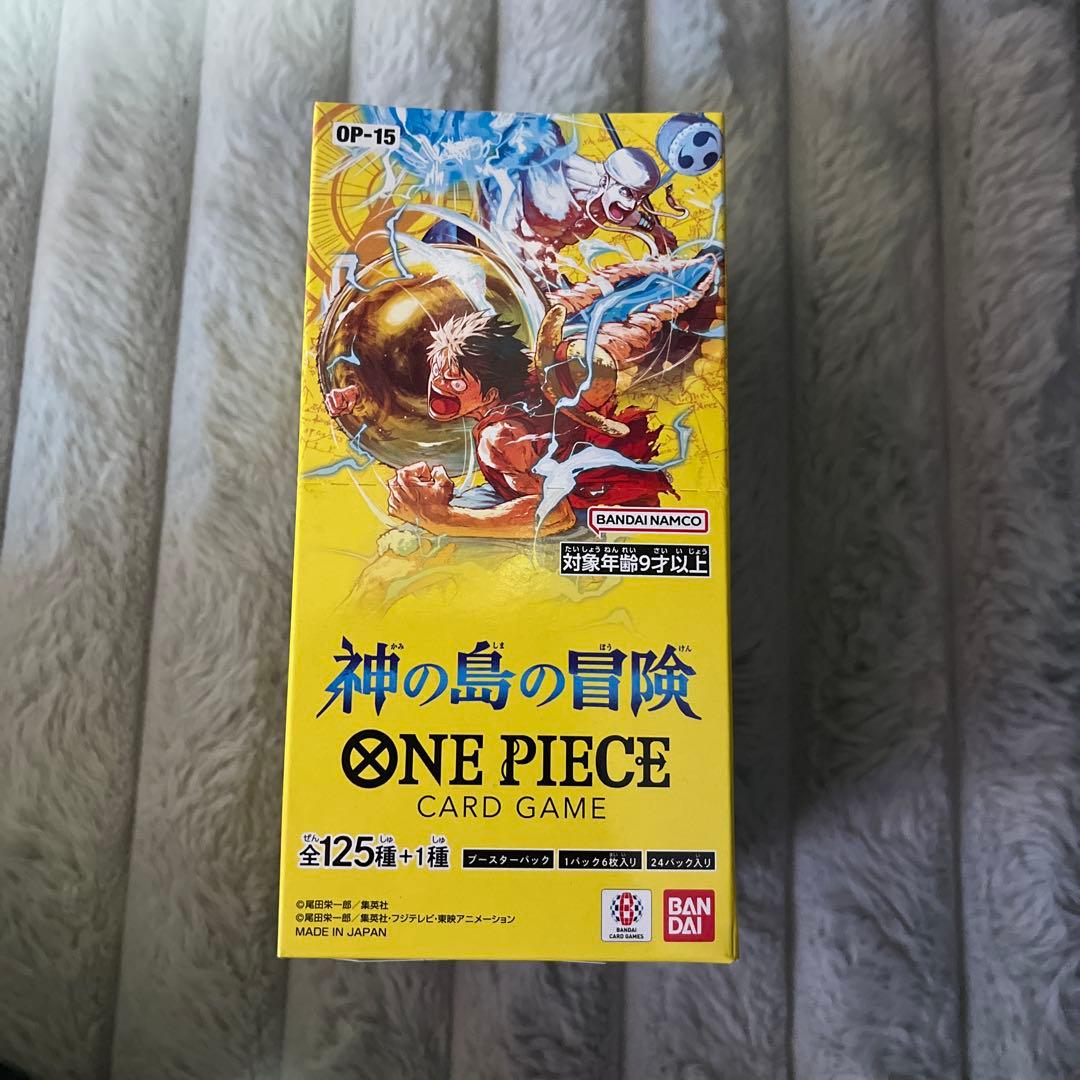 OP-15
BANDAI NAMCO
たいしょうねんれい さいいじょう
対象年齢9才以上
かみ しま ぼう けん
神の島の冒険
ONE PIECE
CARD GAME
ぜん しゅ しゅ
全125種+1種
ブースターパック
まいい
1パック6枚入り
い
24パック入り
©尾田栄一郎/集英社
©尾田栄一郎/集英社・フジテレビ・東映アニメーション
MADE IN JAPAN
BANDAI
CARD GAMES
BAN
DAI